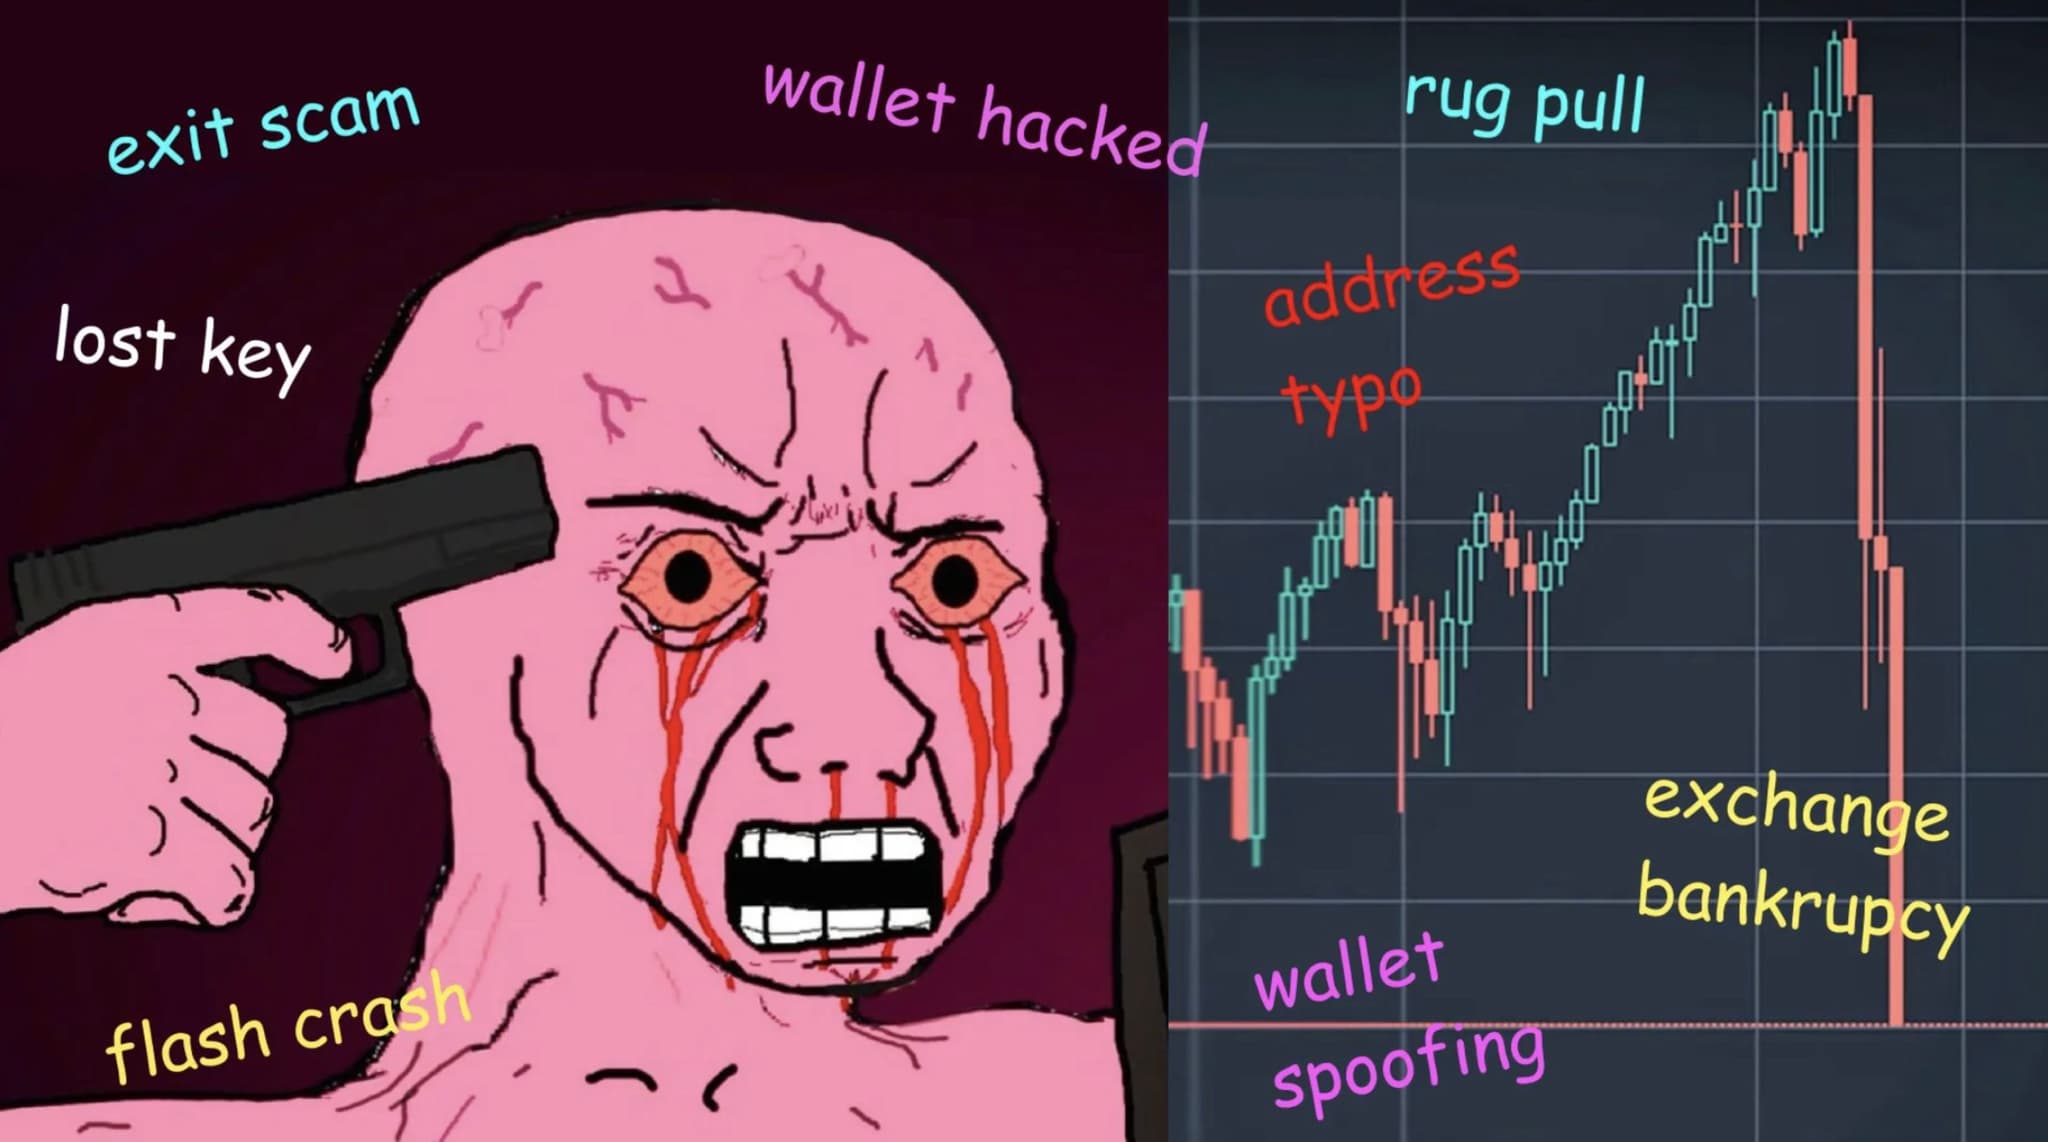 exit scam
wallet hacked
rug pull
lost key
address
typo
exchange
bankrupcy
flash crash
wallet
spoofing